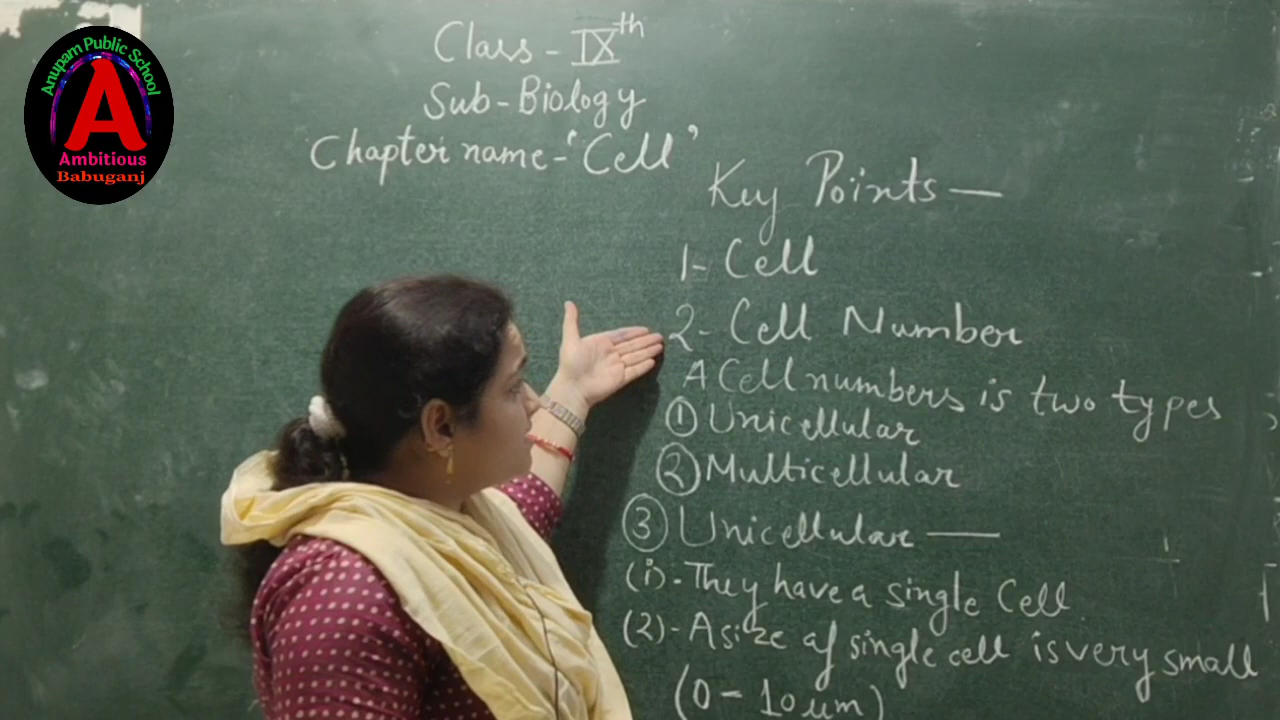 Anupam Public School
A
Ambitious
Babuganj
Class - IXth
Sub - Biology
Chapter name - "Cell"
Key Points —
1- Cell
2- Cell Number
A Cell numbers is two types
① Unicellular
② Multicellular
③ Unicellular —
(i) - They have a single Cell
(2) - A size of single cell is very small
(0 - 10 um)